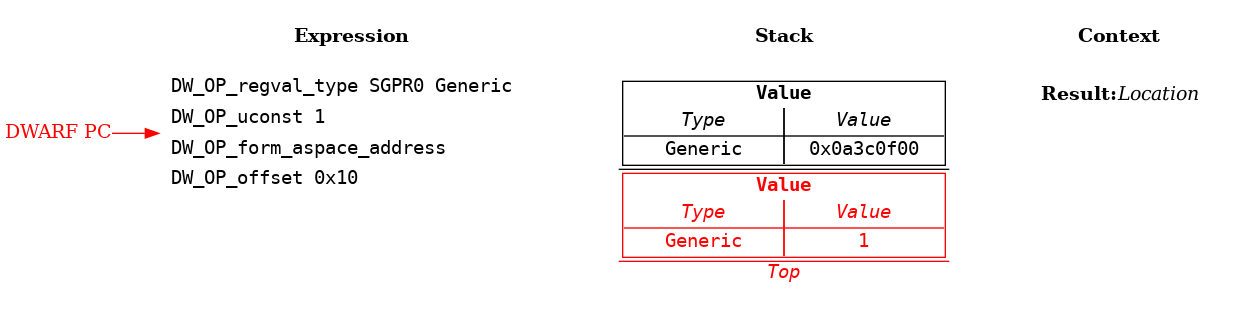 Expression Stack Context
DW_OP_regval_type SGPR0 Generic
DW_OP_uconst 1
DWARF PC
DW_OP_form_aspace_address
DW_OP_offset 0x10
Value
Type Value
Generic 0x0a3c0f00
Value
Type Value
Generic 1
Top
Result:Location